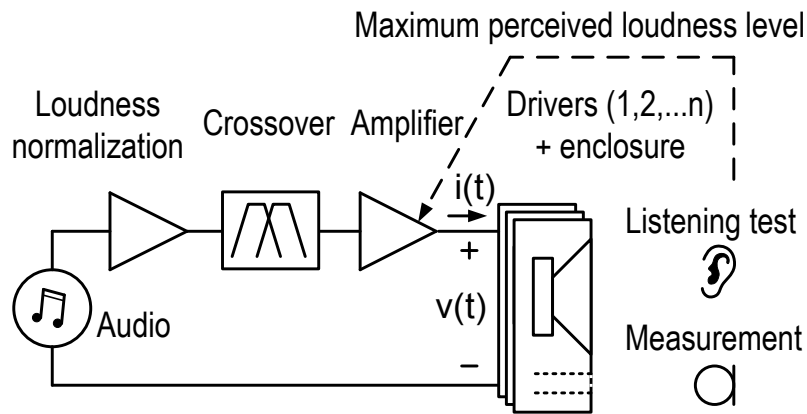 Maximum perceived loudness level
Loudness
normalization
Crossover
Amplifier
Drivers (1,2,...n)
+ enclosure
i(t)
+
v(t)
−
Audio
Listening test
Measurement